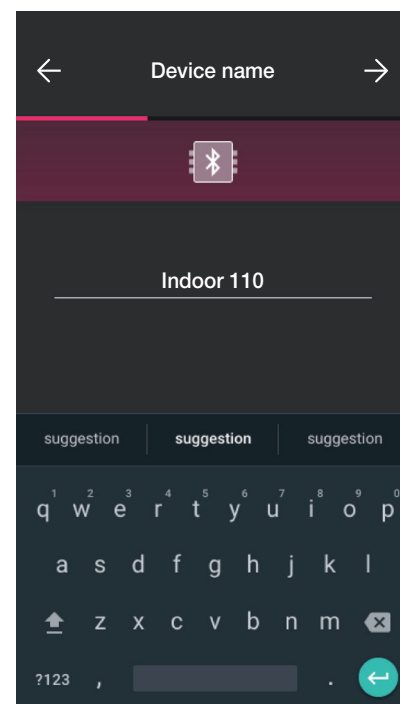 Device name
Indoor 110
suggestion suggestion suggestion
1 2 3 4 5 6 7 8 9 0
q w e r t y u i o p
a s d f g h j k l
z x c v b n m
?123 , .